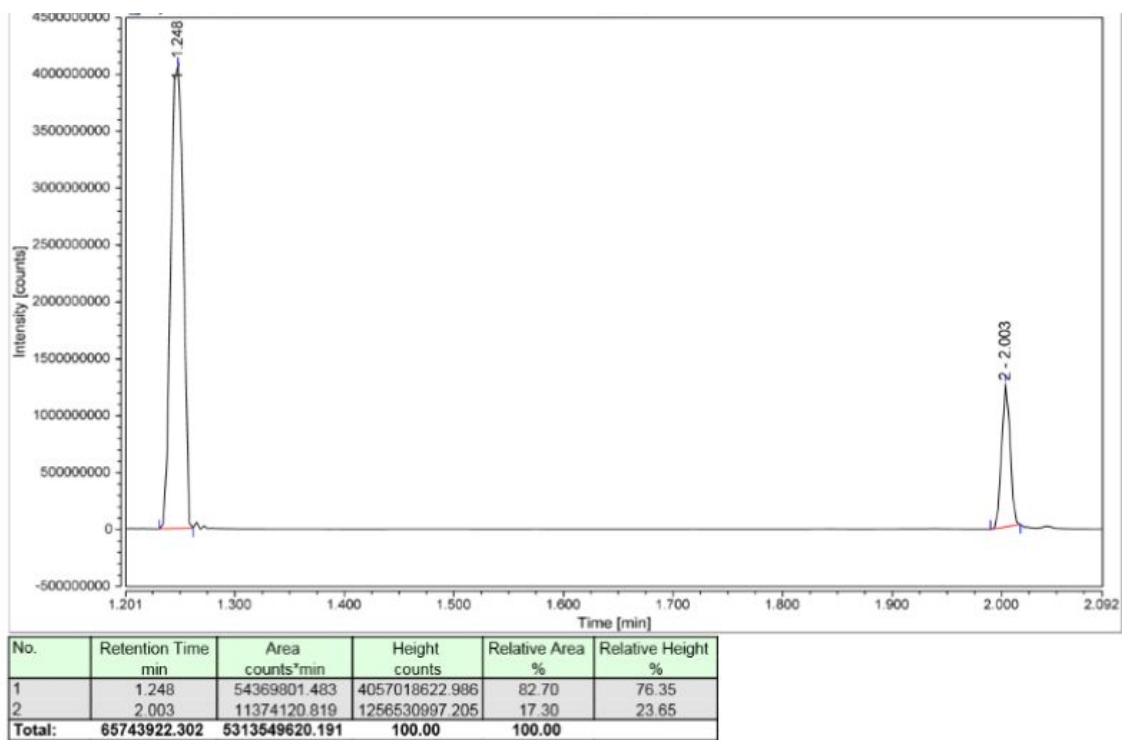 4500000000
4000000000
3500000000
3000000000
2500000000
2000000000
1500000000
1000000000
500000000
0
-500000000
Intensity [counts]
1 - 1.248
2 - 2.003
1.201 1.300 1.400 1.500 1.600 1.700 1.800 1.900 2.000 2.092
Time [min]
No. Retention Time Area Height Relative Area Relative Height
min counts*min counts % %
1 1.248 54369801.483 4057018622.986 82.70 76.35
2 2.003 11374120.819 1256530997.205 17.30 23.65
Total: 65743922.302 5313549620.191 100.00 100.00